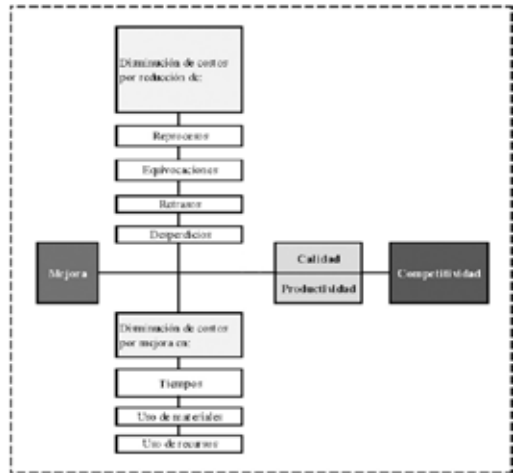 Disminución de costos
por reducción de:
Reprocesos
Equivocaciones
Retrasos
Desperdicios
Mejora
Calidad
Productividad
Competitividad
Disminución de costos
por mejora en:
Tiempos
Uso de materiales
Uso de recursos